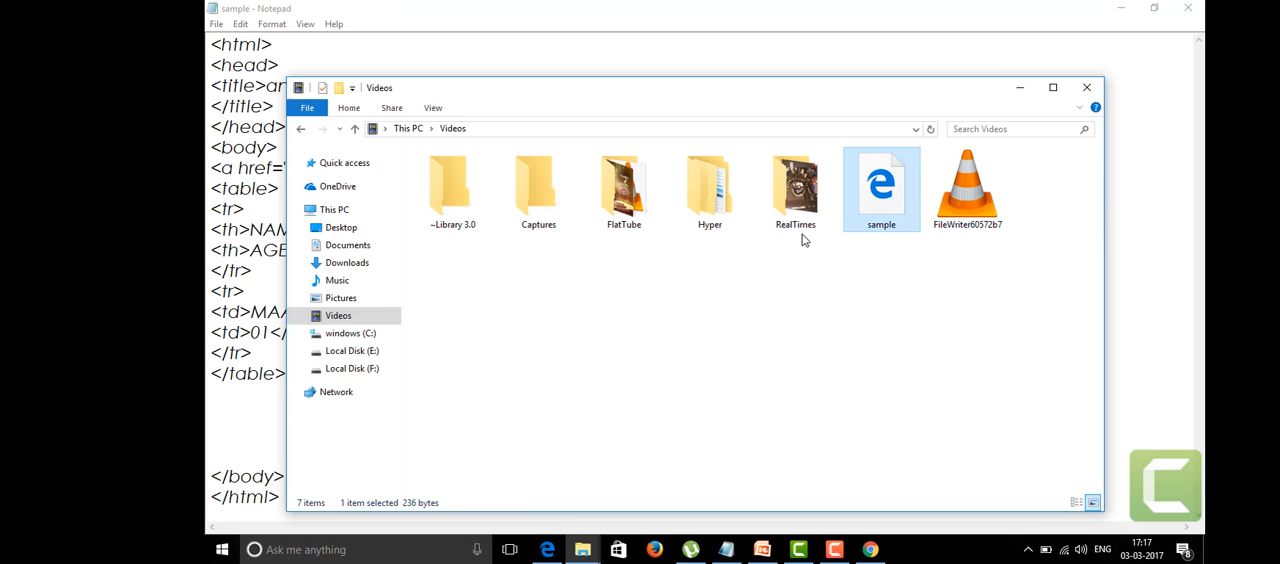 sample - Notepad
File Edit Format View Help
<html>
<head>
<title>
</title>
</head>
<body>
<a href="
<table>
<tr>
<th>NAM
<th>AGE
</tr>
<tr>
<td>MAA
<td>01</
</tr>
</table>
</body>
</html>
Videos
File Home Share View
This PC Videos
Search Videos
Quick access
OneDrive
This PC
Desktop
Documents
Downloads
Music
Pictures
Videos
windows (C:)
Local Disk (E:)
Local Disk (F:)
Network
~Library 3.0 Captures FlatTube Hyper RealTimes sample FileWriter60572b7
7 items 1 item selected 236 bytes
Ask me anything
ENG
17:17
03-03-2017
8